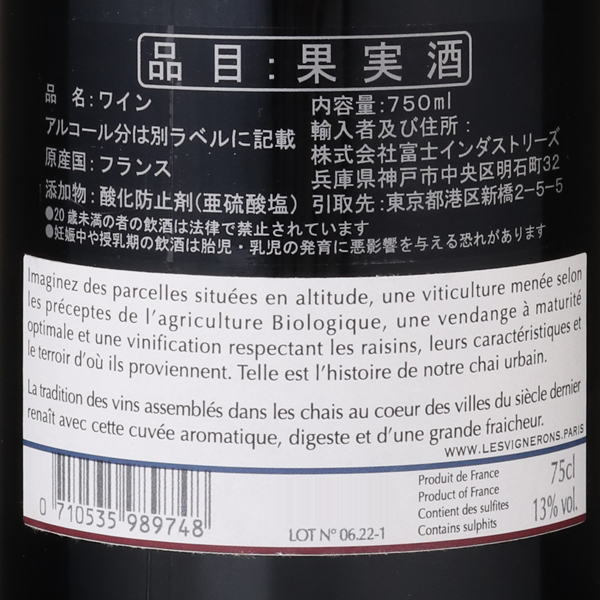 品目:果実酒
品 名:ワイン
アルコール分は別ラベルに記載
原産国:フランス
添加物:酸化防止剤(亜硫酸塩)
内容量:750ml
輸入者及び住所:
株式会社富士インダストリーズ
兵庫県神戸市中央区明石町32
引取先:東京都港区新橋2-5-5
●20歳未満の者の飲酒は法律で禁止されています
●妊娠中や授乳期の飲酒は胎児・乳児の発育に悪影響を与える恐れがあります
Imaginez des parcelles situées en altitude, une viticulture menée selon
les préceptes de l'agriculture Biologique, une vendange à maturité
optimale et une vinification respectant les raisins, leurs caractéristiques et
le terroir d'où ils proviennent. Telle est l'histoire de notre chai urbain.
La tradition des vins assemblés dans les chais au coeur des villes du siècle dernier
renaît avec cette cuvée aromatique, digeste et d'une grande fraicheur.
WWW.LESVIGNERONS.PARIS
0 710535 989748
LOT N° 06.22-1
Produit de France
Product of France
Contient des sulfites
Contains sulphits
75cl
13% vol.